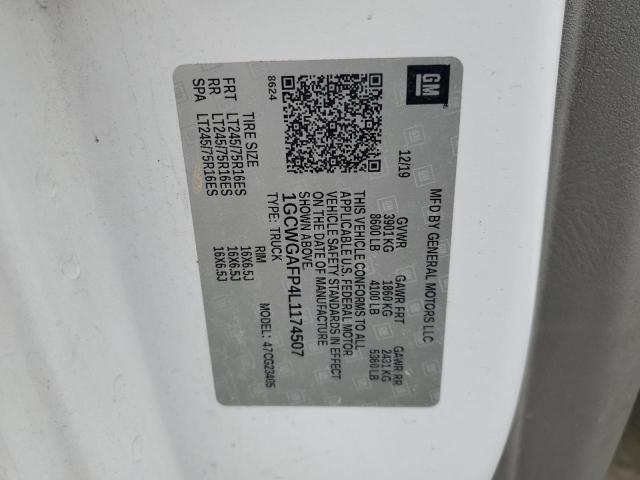 GM
MFD BY GENERAL MOTORS LLC
12/19 GVWR GAWR FRT GAWR RR
3901 KG 1860 KG 2431 KG
8600 LB 4100 LB 5360 LB
THIS VEHICLE CONFORMS TO ALL
APPLICABLE U.S. FEDERAL MOTOR
VEHICLE SAFETY STANDARDS IN EFFECT
ON THE DATE OF MANUFACTURE
SHOWN ABOVE.
1GCWGAFP4L1174507
TYPE: TRUCK MODEL: 47CG23405
8624
TIRE SIZE RIM
FRT LT245/75R16ES 16X6.5J
RR LT245/75R16ES 16X6.5J
SPA LT245/75R16ES 16X6.5J